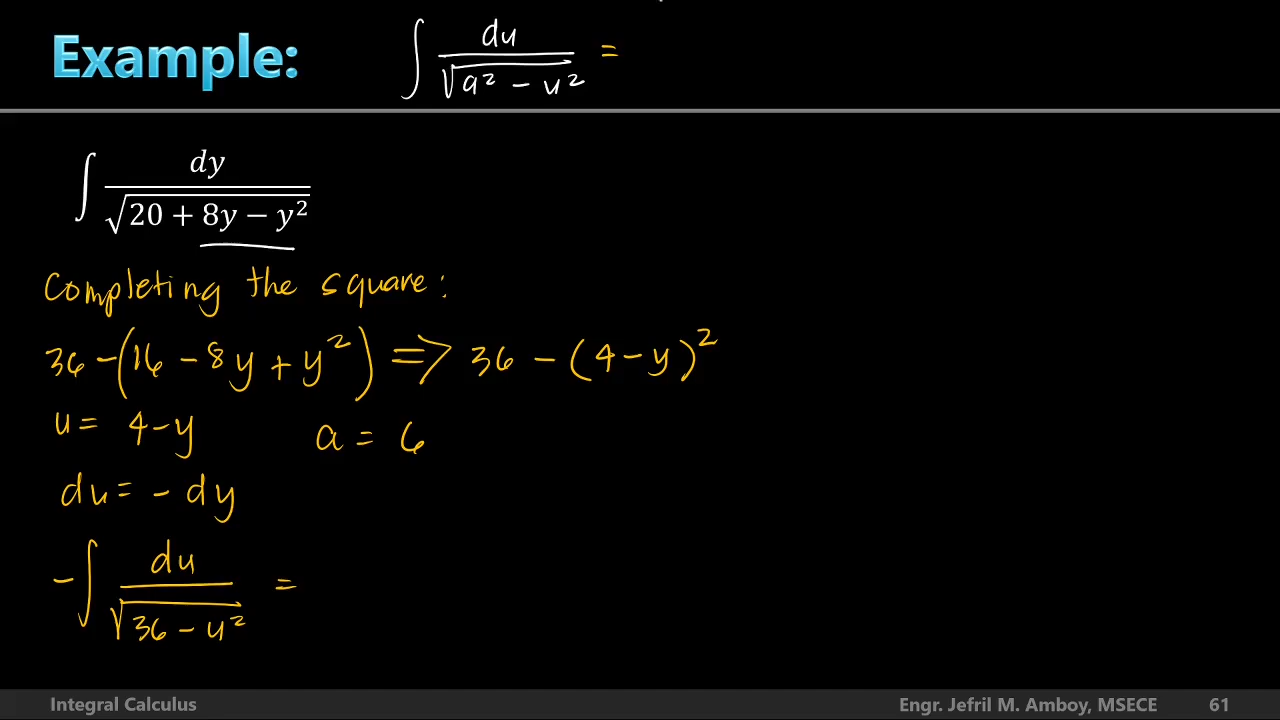 Example: ∫ du / √(a² − u²) =
∫ dy / √(20 + 8y − y²)
Completing the square:
36 − (16 − 8y + y²) ⟹ 36 − (4 − y)²
u = 4 − y a = 6
du = − dy
− ∫ du / √(36 − u²) =
Integral Calculus Engr. Jefril M. Amboy, MSECE 61